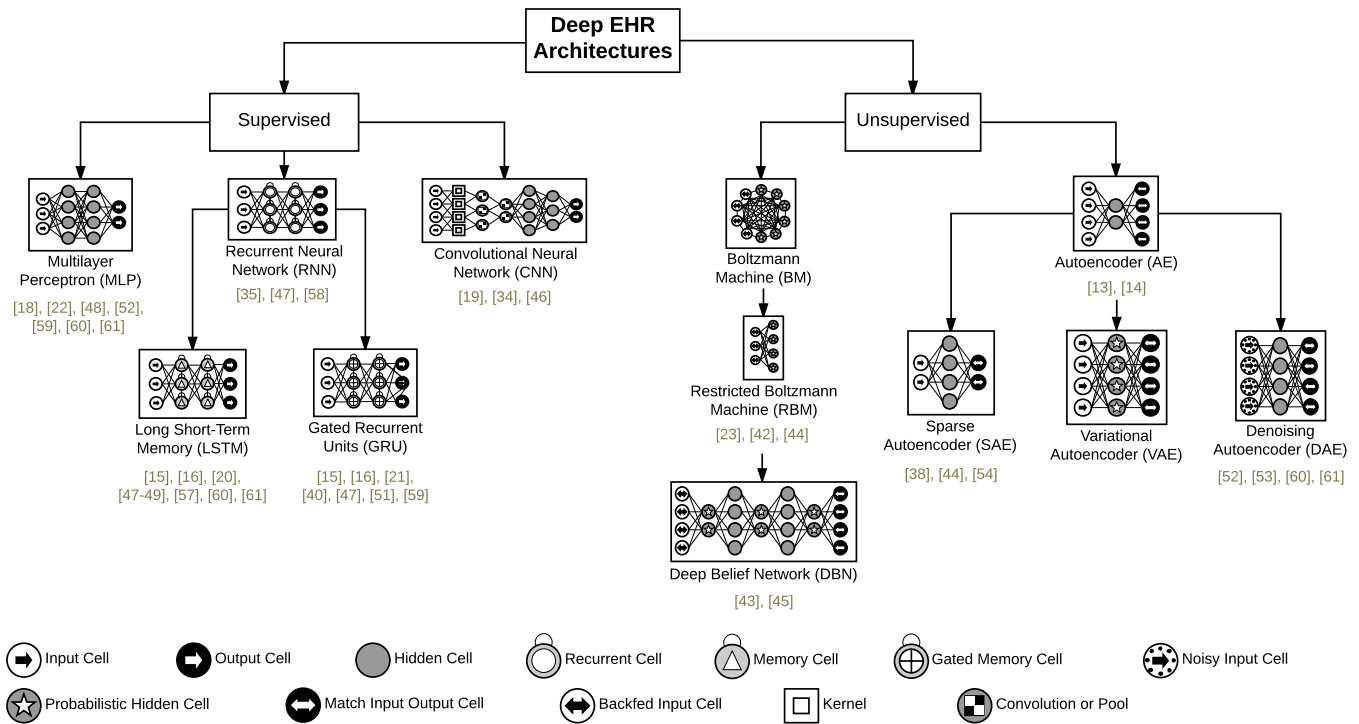 Deep EHR
Architectures
Supervised
Unsupervised
Multilayer
Perceptron (MLP)
[18], [22], [48], [52],
[59], [60], [61]
Recurrent Neural
Network (RNN)
[35], [47], [58]
Convolutional Neural
Network (CNN)
[19], [34], [46]
Boltzmann
Machine (BM)
Autoencoder (AE)
[13], [14]
Long Short-Term
Memory (LSTM)
[15], [16], [20],
[47-49], [57], [60], [61]
Gated Recurrent
Units (GRU)
[15], [16], [21],
[40], [47], [51], [59]
Restricted Boltzmann
Machine (RBM)
[23], [42], [44]
Sparse
Autoencoder (SAE)
[38], [44], [54]
Variational
Autoencoder (VAE)
Denoising
Autoencoder (DAE)
[52], [53], [60], [61]
Deep Belief Network (DBN)
[43], [45]
Input Cell
Output Cell
Hidden Cell
Recurrent Cell
Memory Cell
Gated Memory Cell
Noisy Input Cell
Probabilistic Hidden Cell
Match Input Output Cell
Backfed Input Cell
Kernel
Convolution or Pool